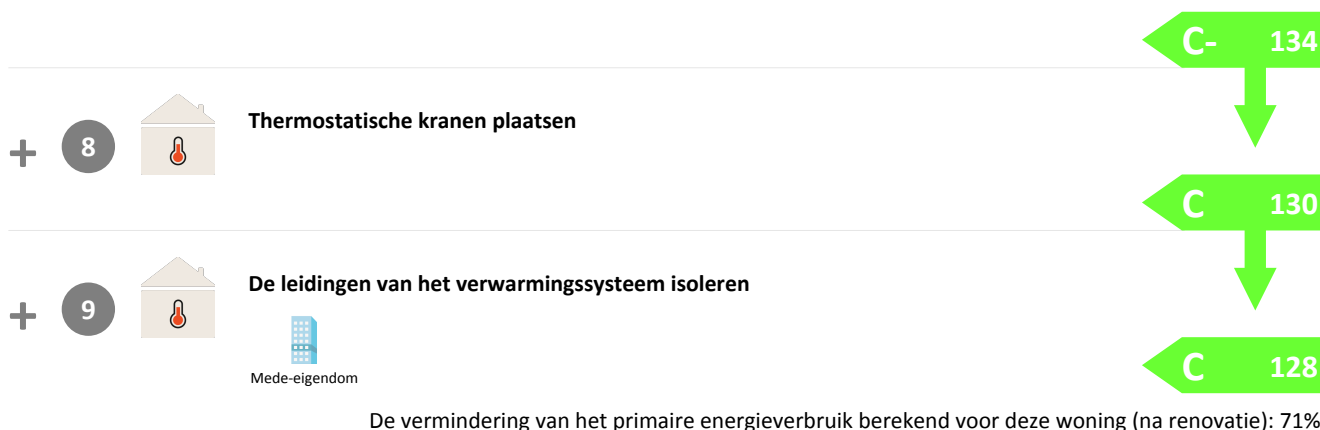 C- 134
8 Thermostatische kranen plaatsen
C 130
9 De leidingen van het verwarmingssysteem isoleren
Mede-eigendom
C 128
De vermindering van het primaire energieverbruik berekend voor deze woning (na renovatie): 71%